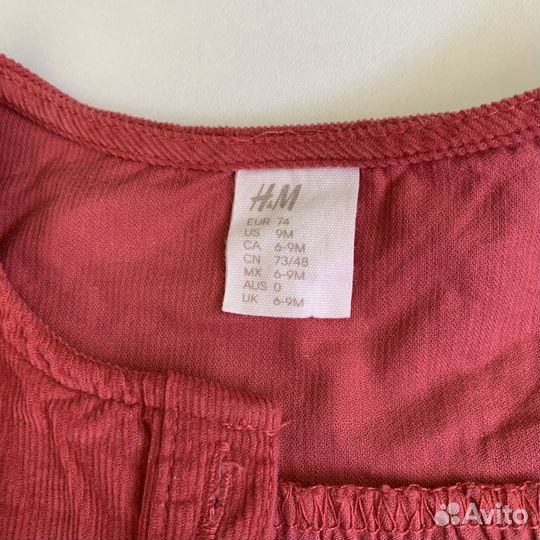 H&M
EUR 74
US 9M
CA 6-9M
CN 73/48
MX 6-9M
AUS 0
UK 6-9M
Avito